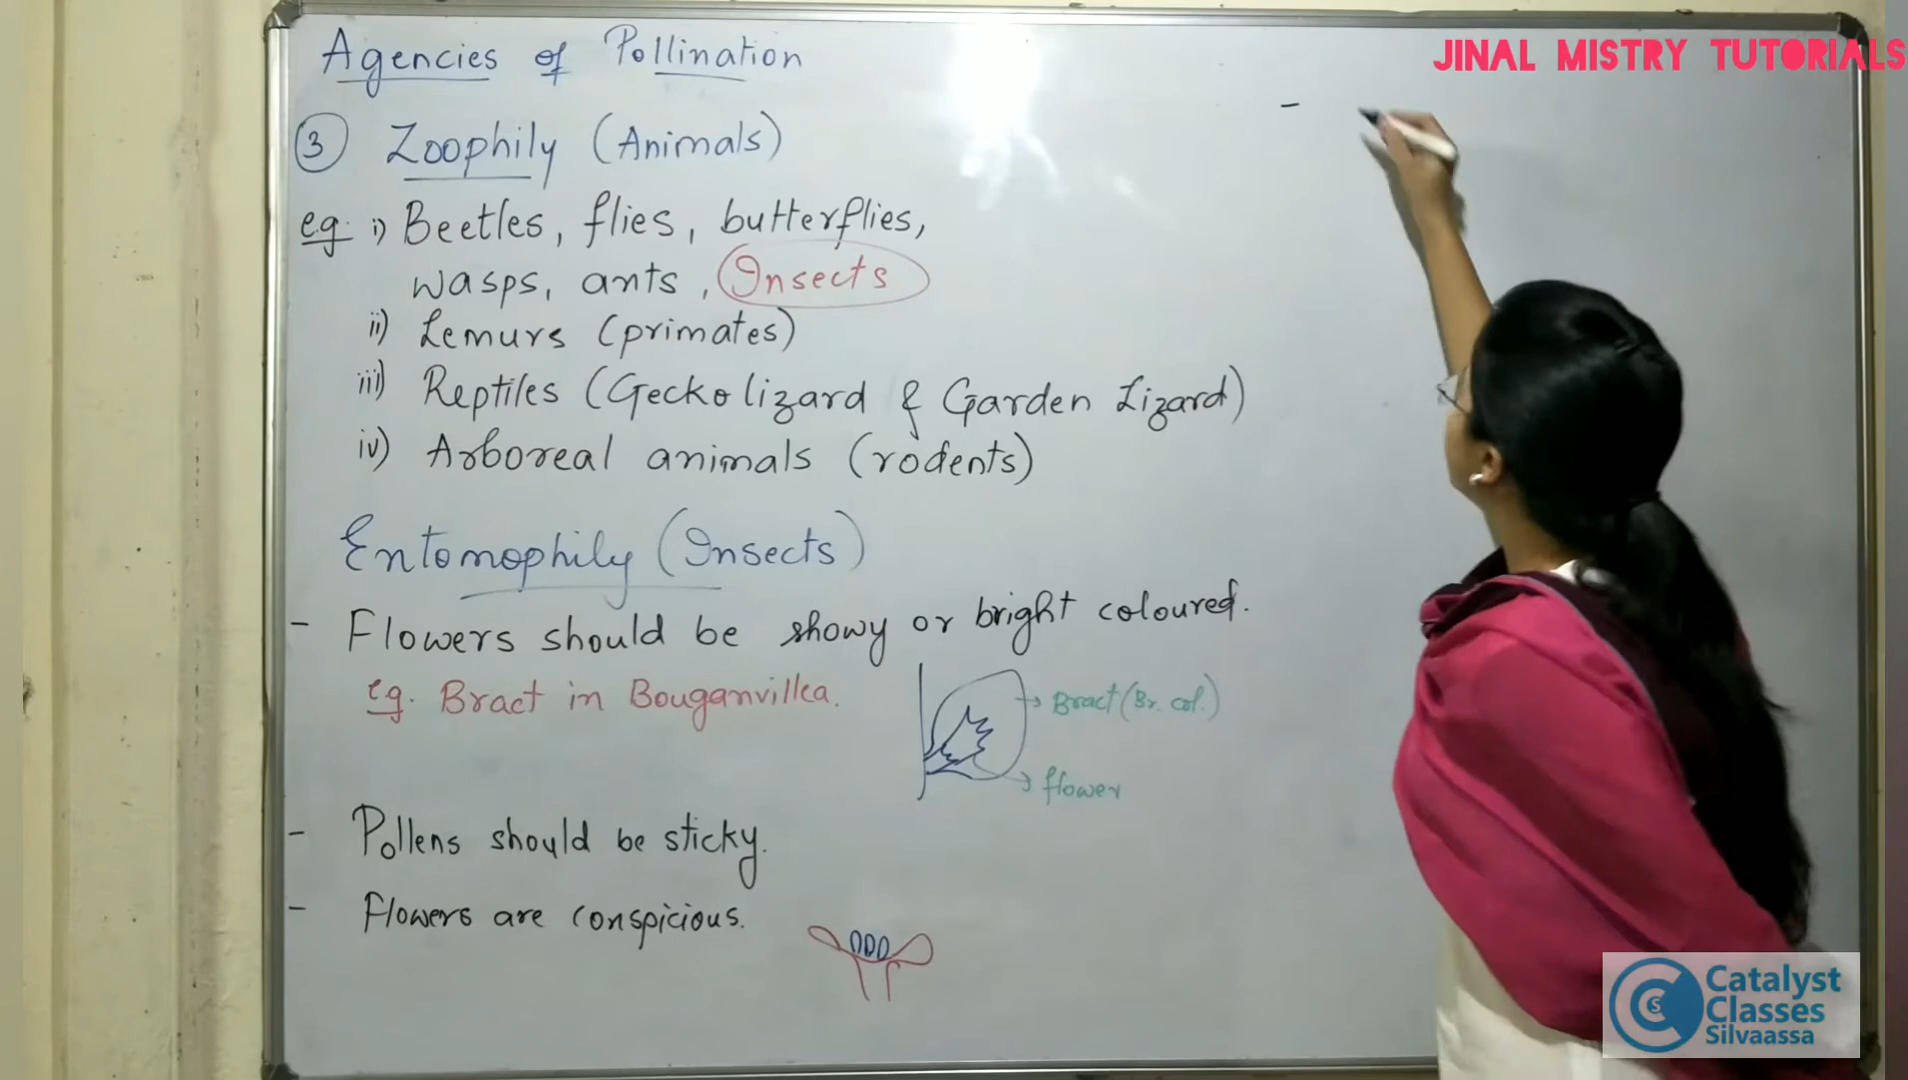 Agencies of Pollination
JINAL MISTRY TUTORIALS
3 Zoophily (Animals)
eg. i) Beetles, flies, butterflies,
wasps, ants, Insects
ii) Lemurs (primates)
iii) Reptiles (Gecko lizard & Garden Lizard)
iv) Arboreal animals (rodents)
Entomophily (Insects)
- Flowers should be showy or bright coloured.
eg. Bract in Bouganvillea.
Bract (Br. col.)
flower
- Pollens should be sticky.
- Flowers are conspicious.
Catalyst
Classes
Silvaassa